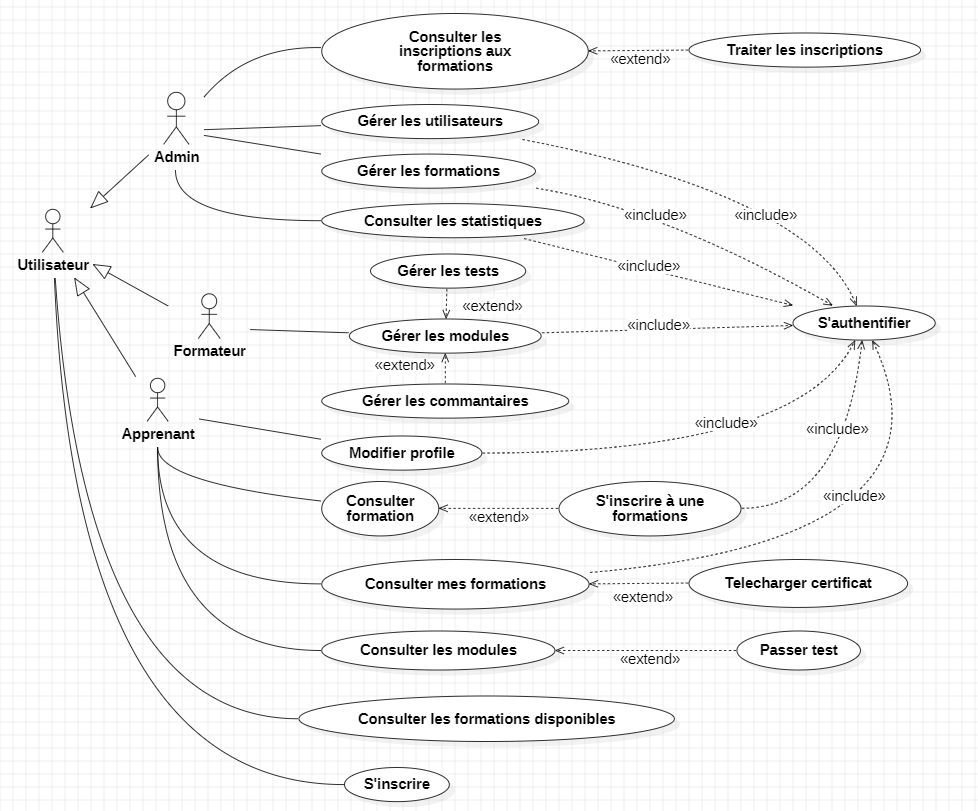 Consulter les
inscriptions aux
formations
«extend»
Traiter les inscriptions
Admin
Gérer les utilisateurs
Gérer les formations
Consulter les statistiques
«include»
«include»
«include»
Utilisateur
Gérer les tests
«extend»
Formateur
Gérer les modules
«include»
S'authentifier
«extend»
Gérer les commantaires
Apprenant
Modifier profile
«include»
«include»
Consulter
formation
«extend»
S'inscrire à une
formations
«include»
Consulter mes formations
«extend»
Telecharger certificat
Consulter les modules
«extend»
Passer test
Consulter les formations disponibles
S'inscrire